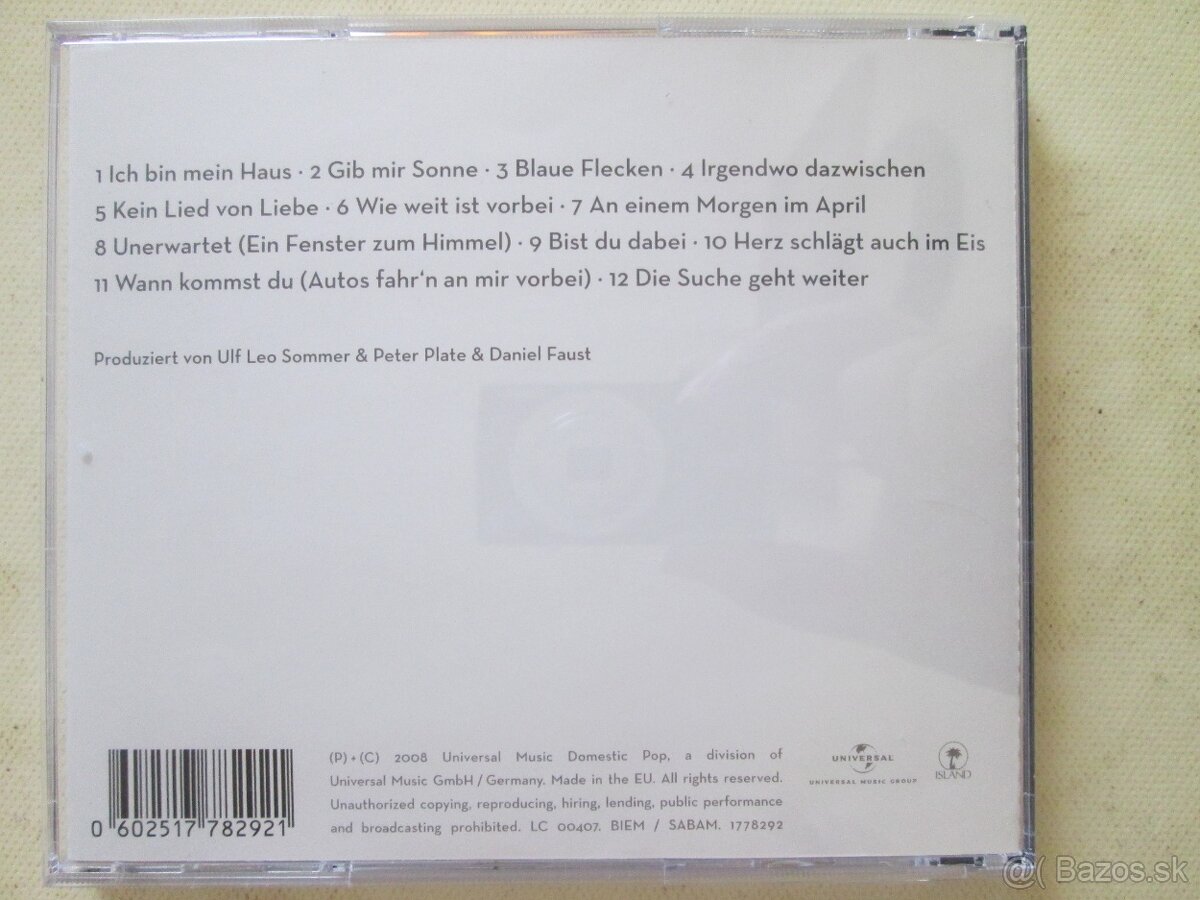 1 Ich bin mein Haus · 2 Gib mir Sonne · 3 Blaue Flecken · 4 Irgendwo dazwischen
5 Kein Lied von Liebe · 6 Wie weit ist vorbei · 7 An einem Morgen im April
8 Unerwartet (Ein Fenster zum Himmel) · 9 Bist du dabei · 10 Herz schlägt auch im Eis
11 Wann kommst du (Autos fahr‘n an mir vorbei) · 12 Die Suche geht weiter
Produziert von Ulf Leo Sommer & Peter Plate & Daniel Faust
0 602517 782921
(P) + (C) 2008 Universal Music Domestic Pop, a division of
Universal Music GmbH / Germany. Made in the EU. All rights reserved.
Unauthorized copying, reproducing, hiring, lending, public performance
and broadcasting prohibited. LC 00407. BIEM / SABAM. 1778292
UNIVERSAL
UNIVERSAL MUSIC GROUP
ISLAND
@( Bazos.sk